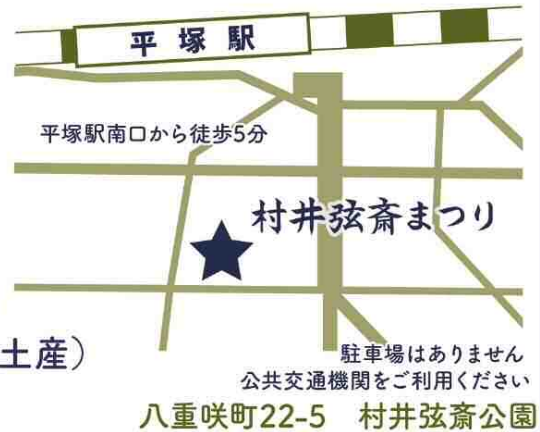 平塚駅
平塚駅南口から徒歩5分
村井弦斎まつり
土産）
駐車場はありません
公共交通機関をご利用ください
八重咲町22-5　村井弦斎公園